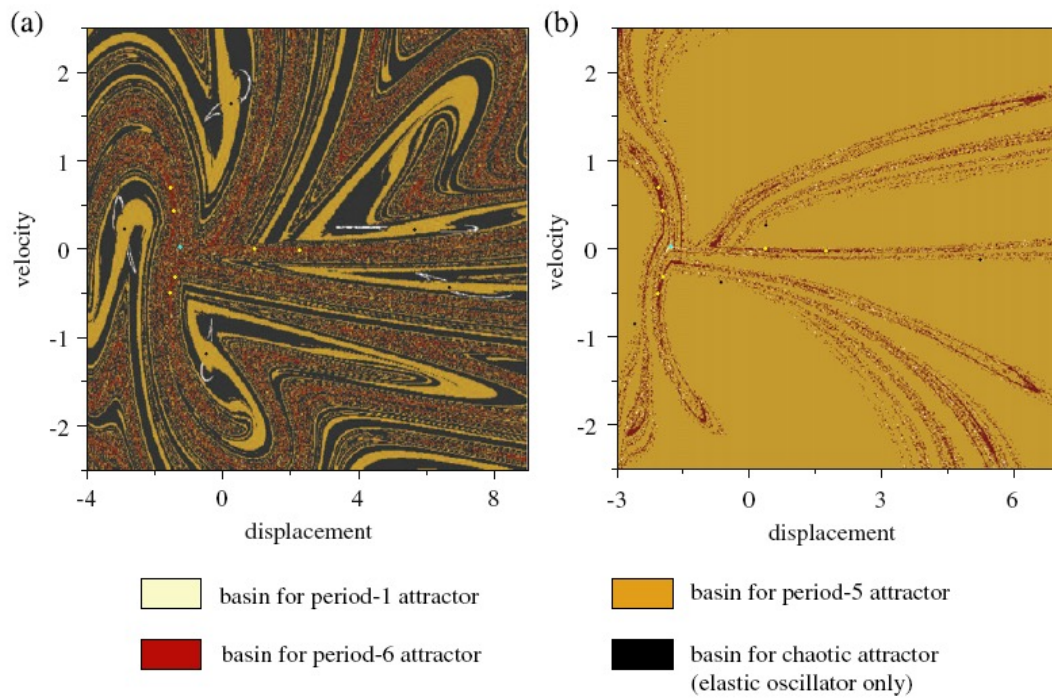 (a)
2
1
0
-1
-2
velocity
-4
0
4
8
displacement
(b)
2
1
0
-1
-2
velocity
-3
0
3
6
displacement
basin for period-1 attractor
basin for period-6 attractor
basin for period-5 attractor
basin for chaotic attractor
(elastic oscillator only)